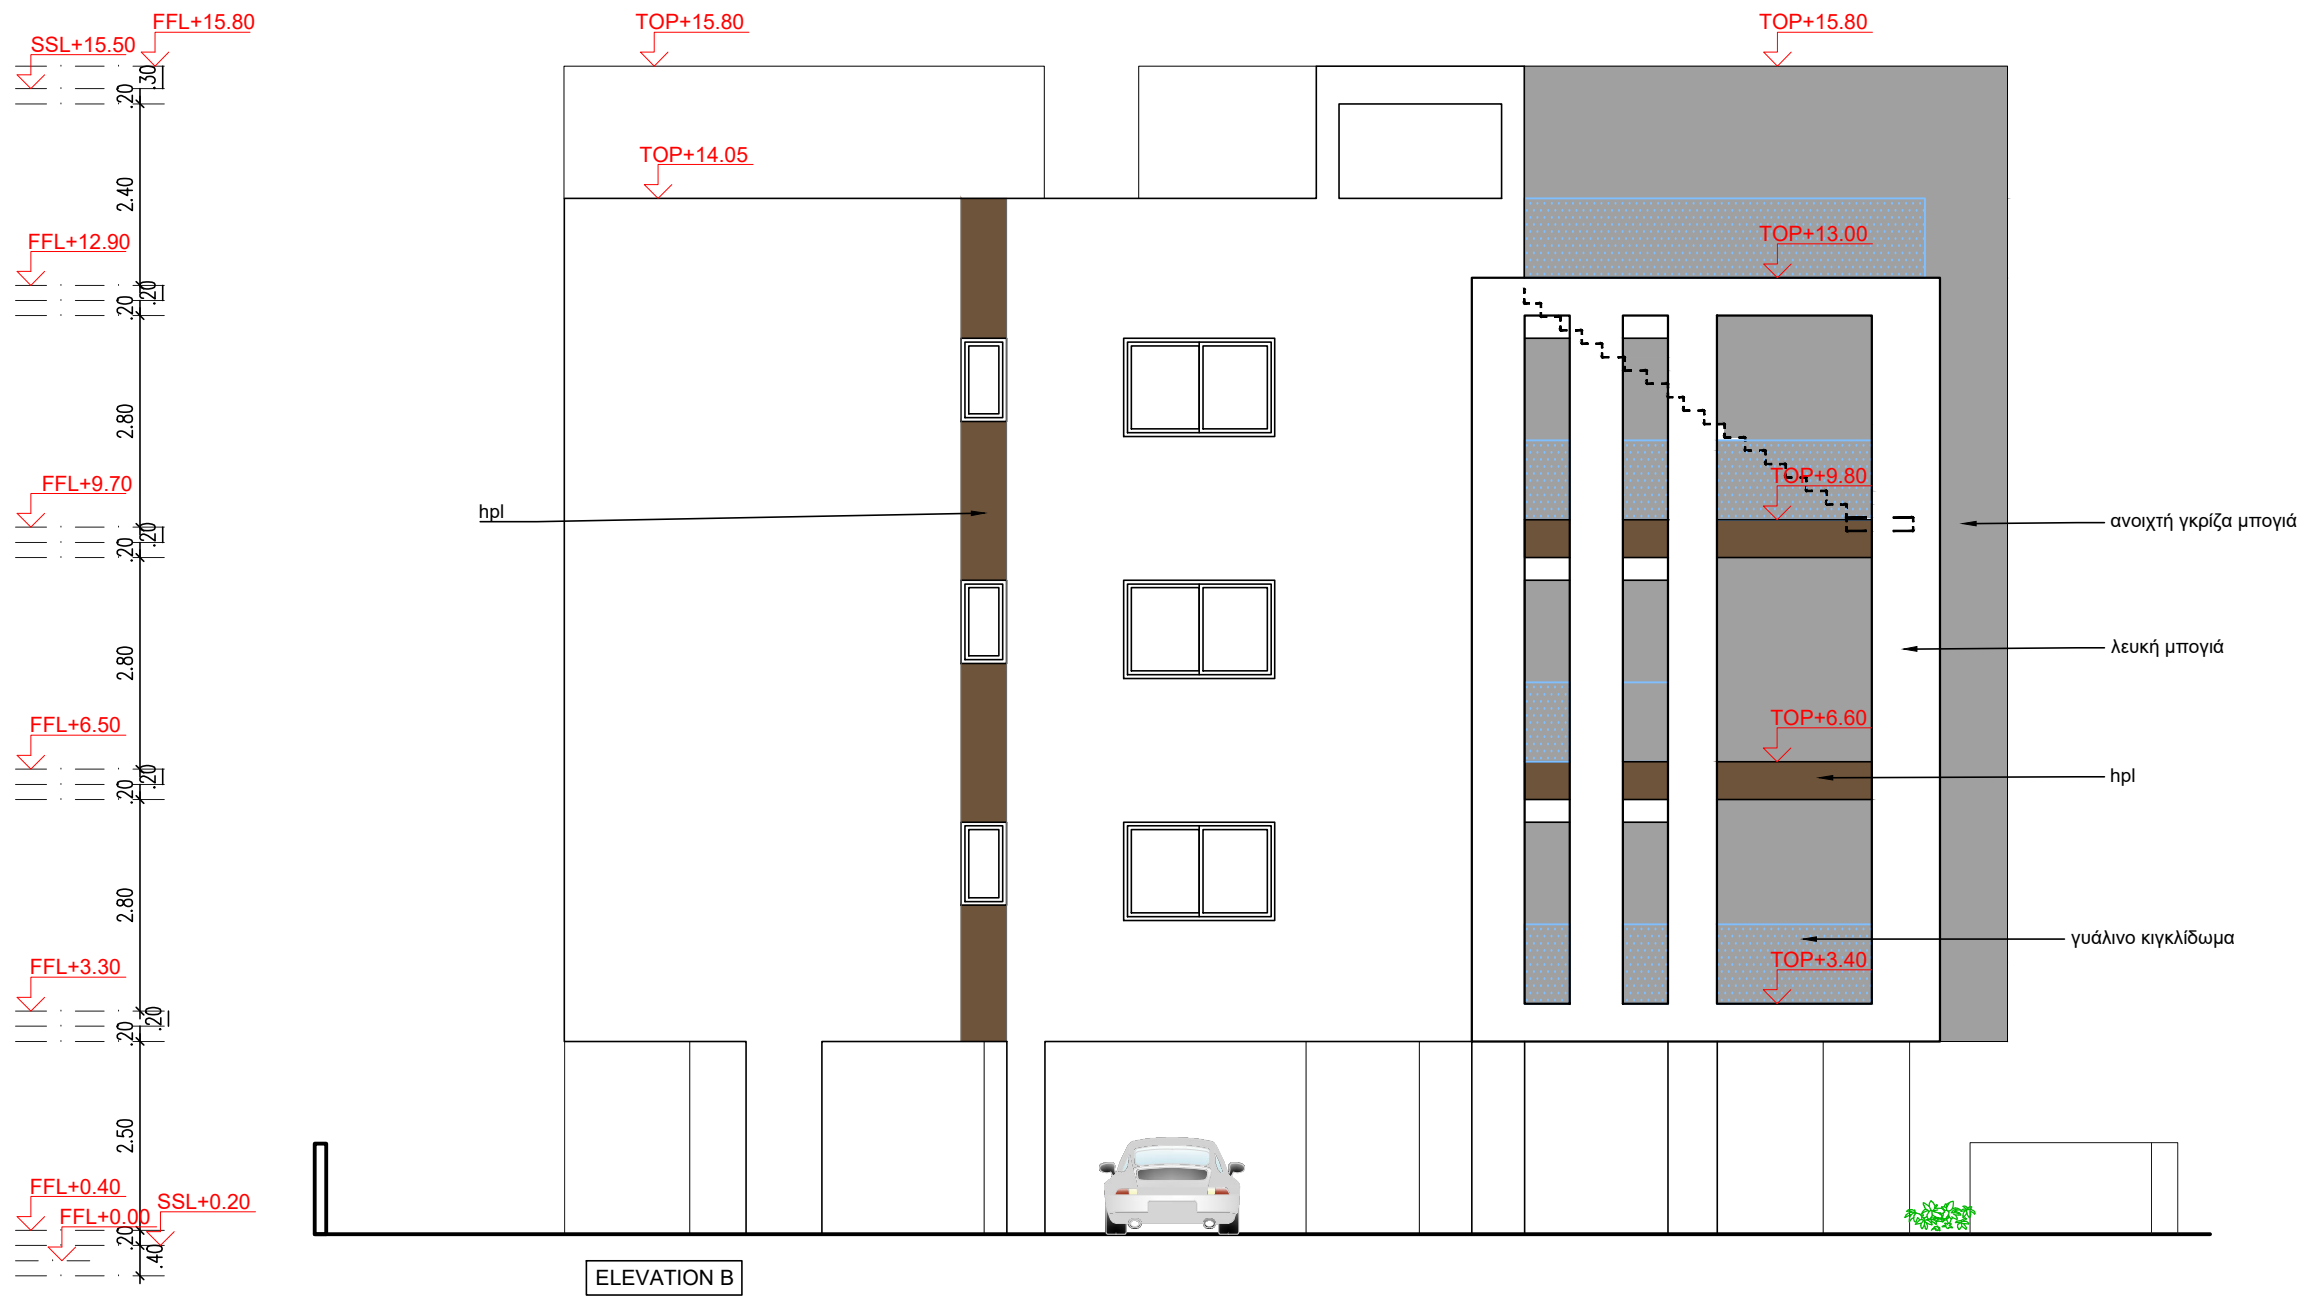 FFL+15.80
TOP+15.80
TOP+15.80
SSL+15.50
.30
.20
TOP+14.05
2.40
FFL+12.90
TOP+13.00
.20
.20
2.80
FFL+9.70
TOP+9.80
hpl
ανοιχτή γκρίζα μπογιά
.20
.20
2.80
λευκή μπογιά
FFL+6.50
TOP+6.60
.20
.20
hpl
2.80
γυάλινο κιγκλίδωμα
FFL+3.30
TOP+3.40
.20
.20
2.50
FFL+0.40
SSL+0.20
FFL+0.00
.20
.40
ELEVATION B